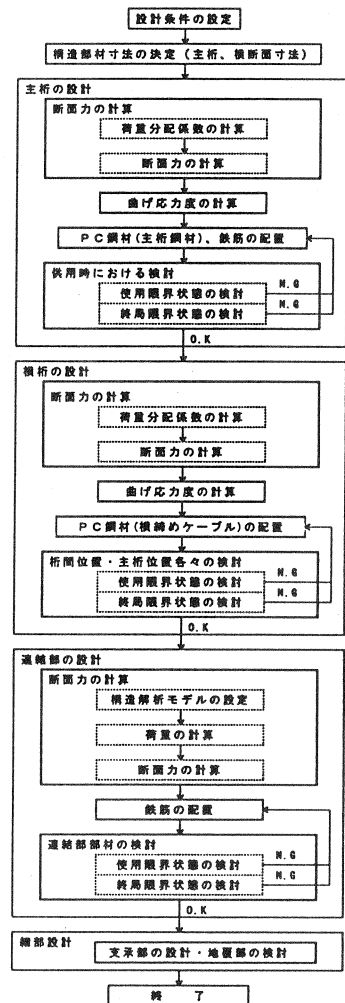 設計条件の設定
構造部材寸法の決定（主桁、横断面寸法）
主桁の設計
断面力の計算
荷重分配係数の計算
断面力の計算
曲げ応力度の計算
PC鋼材(主桁鋼材)、鉄筋の配置
供用時における検討
N.G
使用限界状態の検討
N.G
終局限界状態の検討
O.K
横桁の設計
断面力の計算
荷重分配係数の計算
断面力の計算
曲げ応力度の計算
PC鋼材(横締めケーブル)の配置
桁間位置・主桁位置各々の検討
N.G
使用限界状態の検討
N.G
終局限界状態の検討
O.K
連結部の設計
断面力の計算
構造解析モデルの設定
荷重の計算
断面力の計算
鉄筋の配置
連結部部材の検討
N.G
使用限界状態の検討
N.G
終局限界状態の検討
O.K
細部設計
支承部の設計・地覆部の検討
終 了